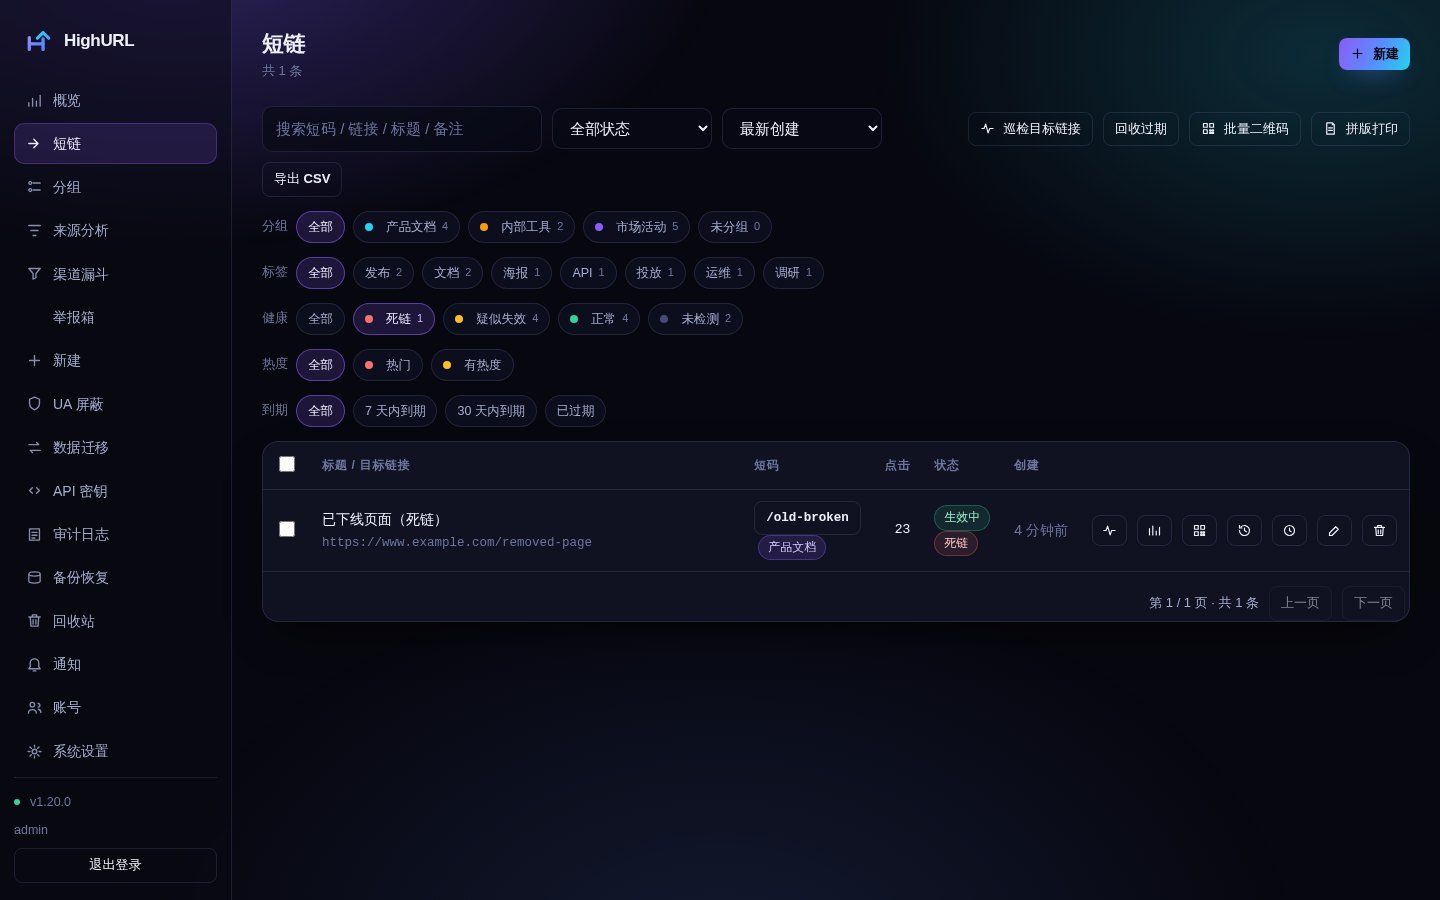 HighURL
概览
短链
分组
来源分析
渠道漏斗
举报箱
新建
UA 屏蔽
数据迁移
API 密钥
审计日志
备份恢复
回收站
通知
账号
系统设置
v1.20.0
admin
退出登录
短链
共 1 条
新建
搜索短码 / 链接 / 标题 / 备注 全部状态 最新创建 巡检目标链接 回收过期 批量二维码 拼版打印
导出 CSV
分组 全部 产品文档 4 内部工具 2 市场活动 5 未分组 0
标签 全部 发布 2 文档 2 海报 1 API 1 投放 1 运维 1 调研 1
健康 全部 死链 1 疑似失效 4 正常 4 未检测 2
热度 全部 热门 有热度
到期 全部 7 天内到期 30 天内到期 已过期
标题 / 目标链接 短码 点击 状态 创建
已下线页面（死链） /old-broken 23 生效中 4 分钟前
https://www.example.com/removed-page 产品文档 死链
第 1 / 1 页 · 共 1 条 上一页 下一页